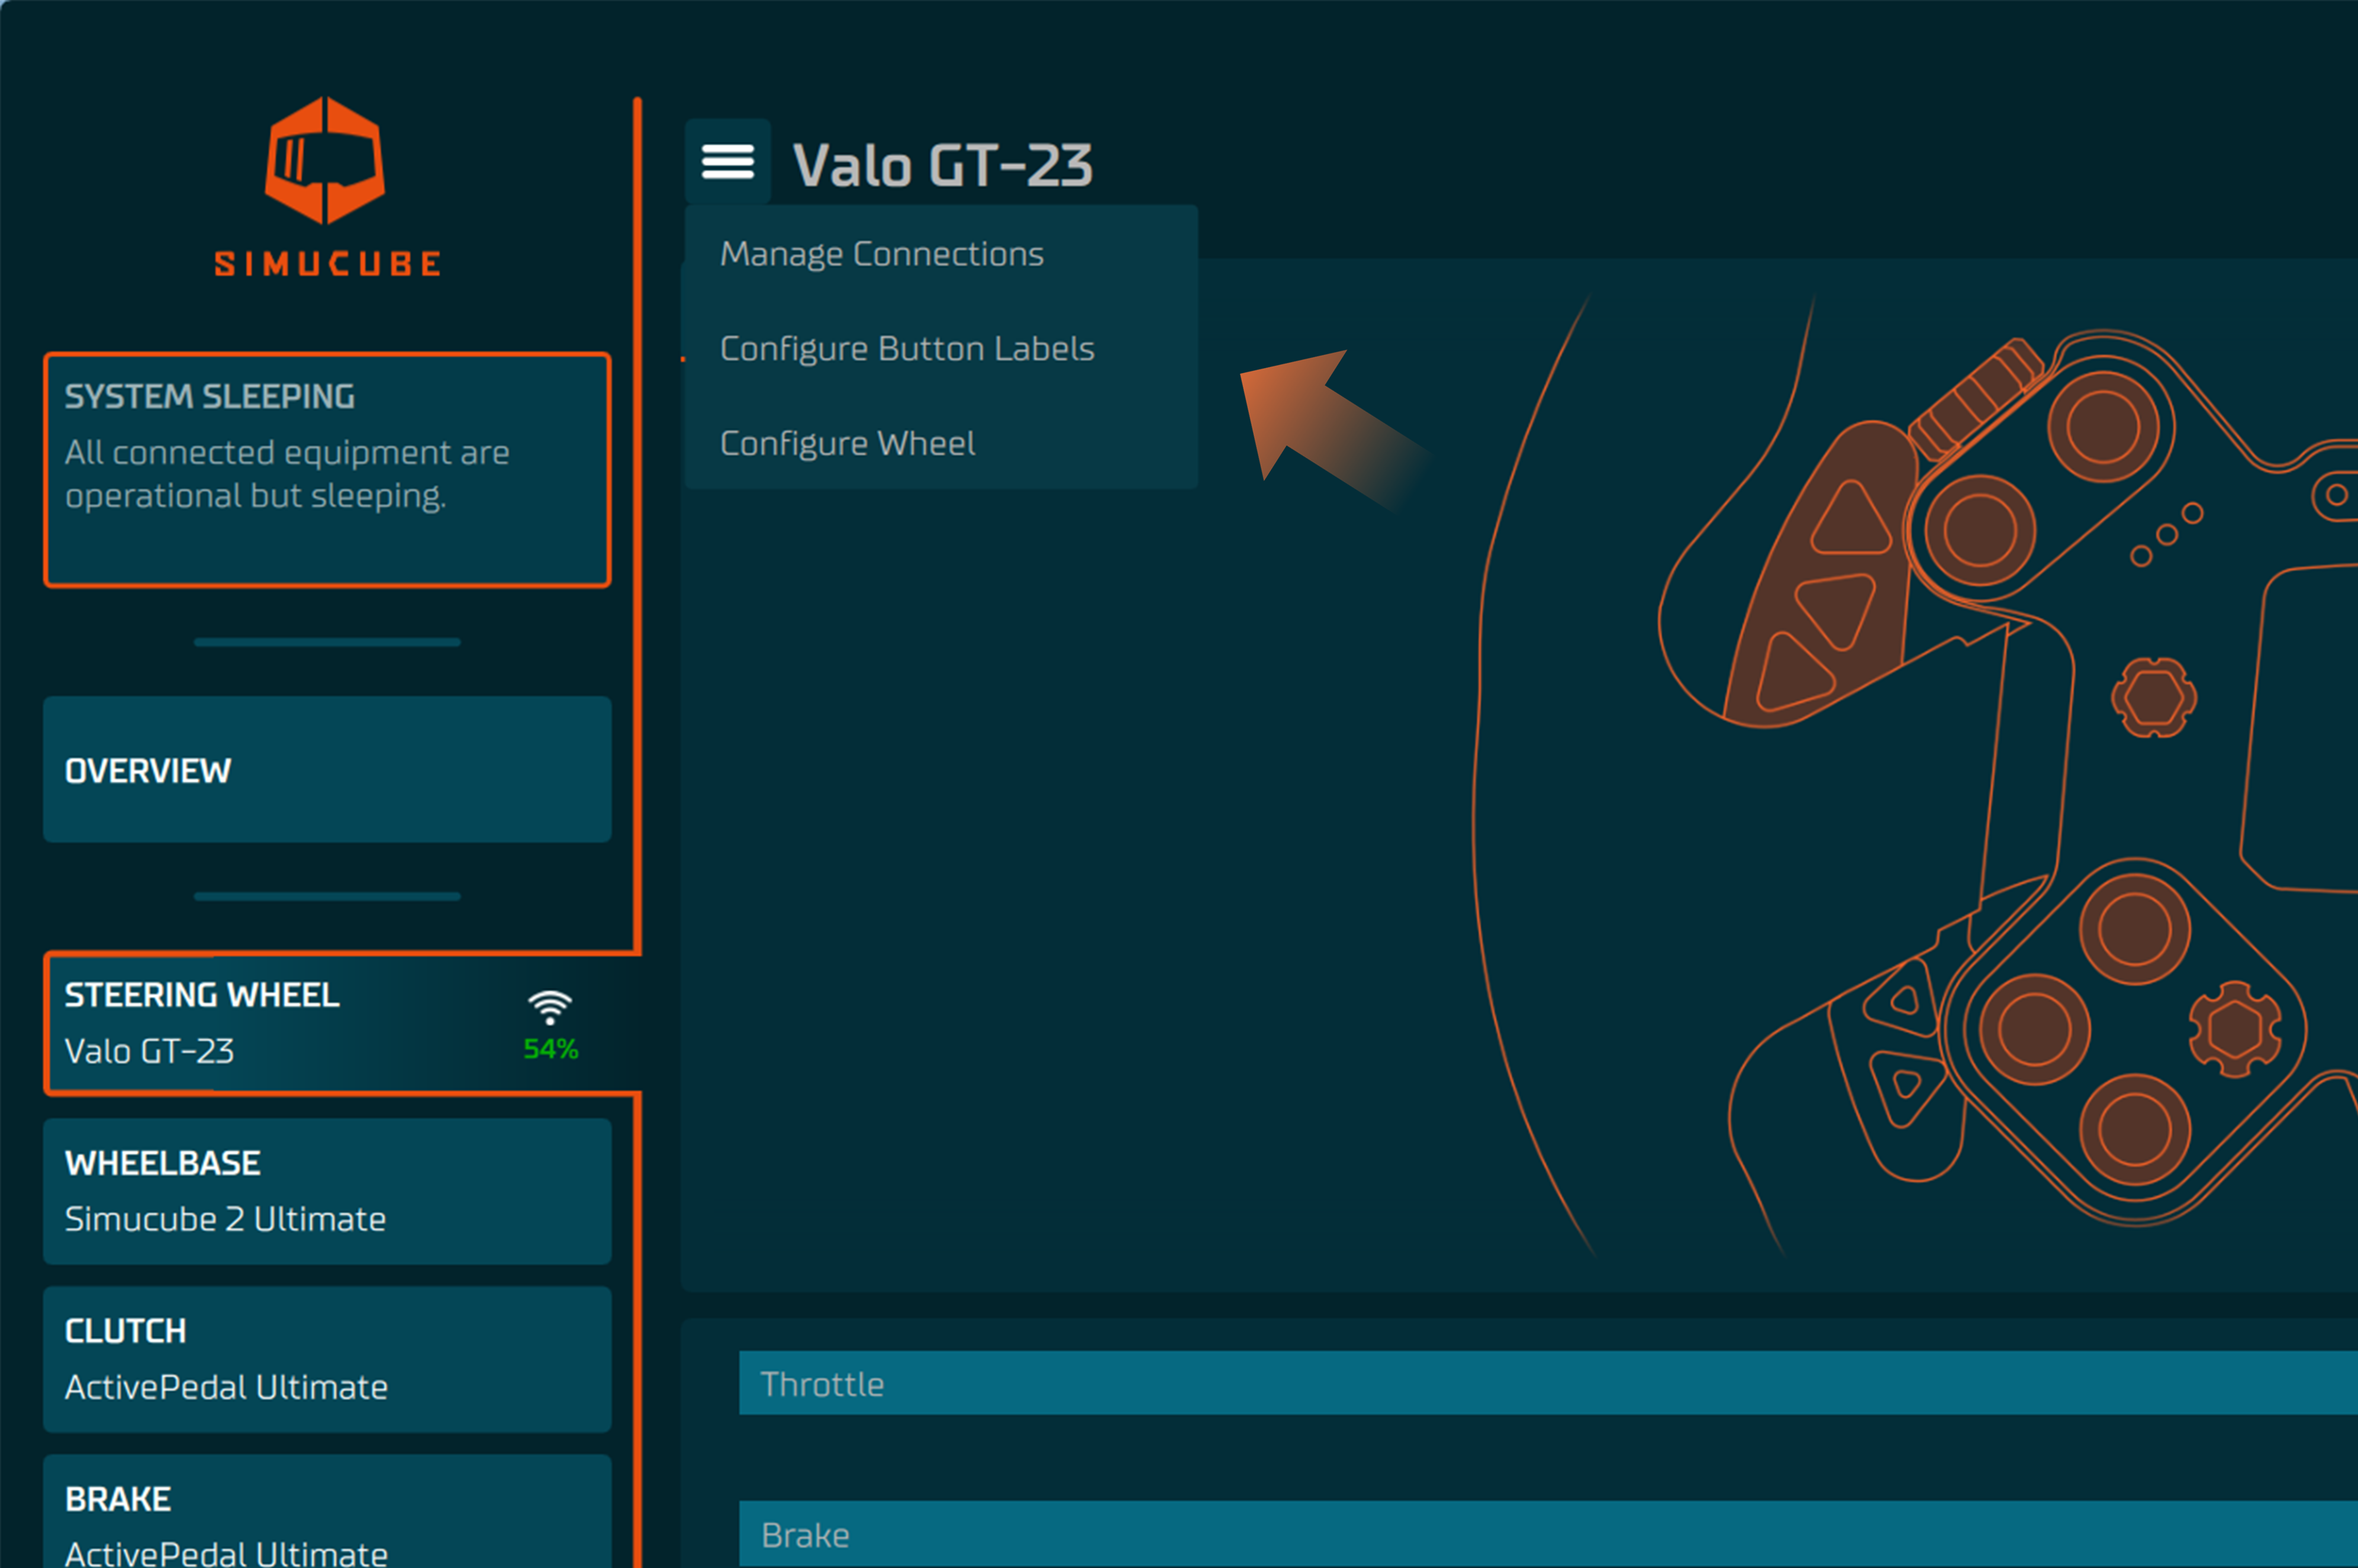 SIMUCUBE
SYSTEM SLEEPING
All connected equipment are
operational but sleeping.
OVERVIEW
STEERING WHEEL
Valo GT-23
54%
WHEELBASE
Simucube 2 Ultimate
CLUTCH
ActivePedal Ultimate
BRAKE
ActivePedal Ultimate
Valo GT-23
Manage Connections
Configure Button Labels
Configure Wheel
Throttle
Brake